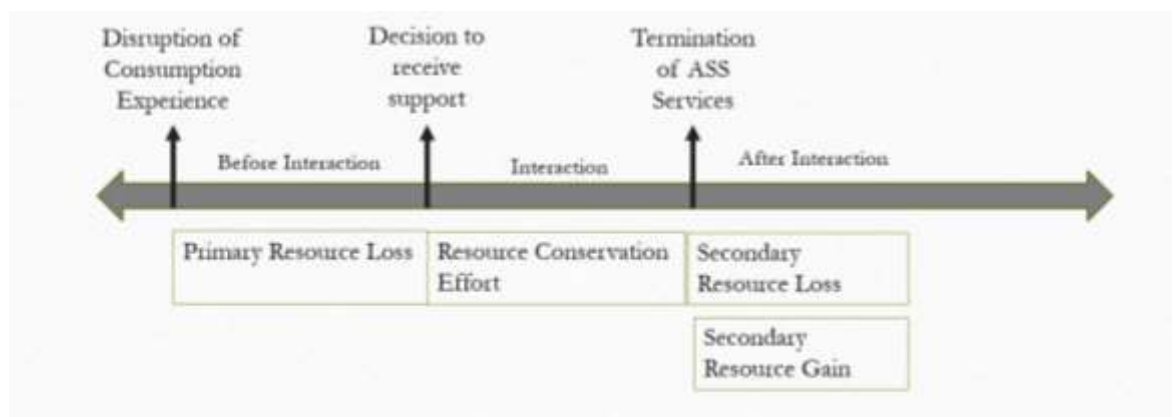 Disruption of
Consumption
Experience
Decision to
receive
support
Termination
of ASS
Services
Before Interaction
Interaction
After Interaction
Primary Resource Loss
Resource Conservation
Effort
Secondary
Resource Loss
Secondary
Resource Gain